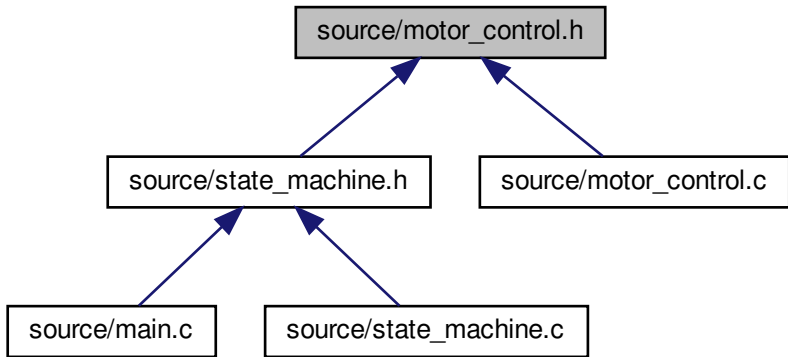 source/motor_control.h
source/state_machine.h
source/motor_control.c
source/main.c
source/state_machine.c